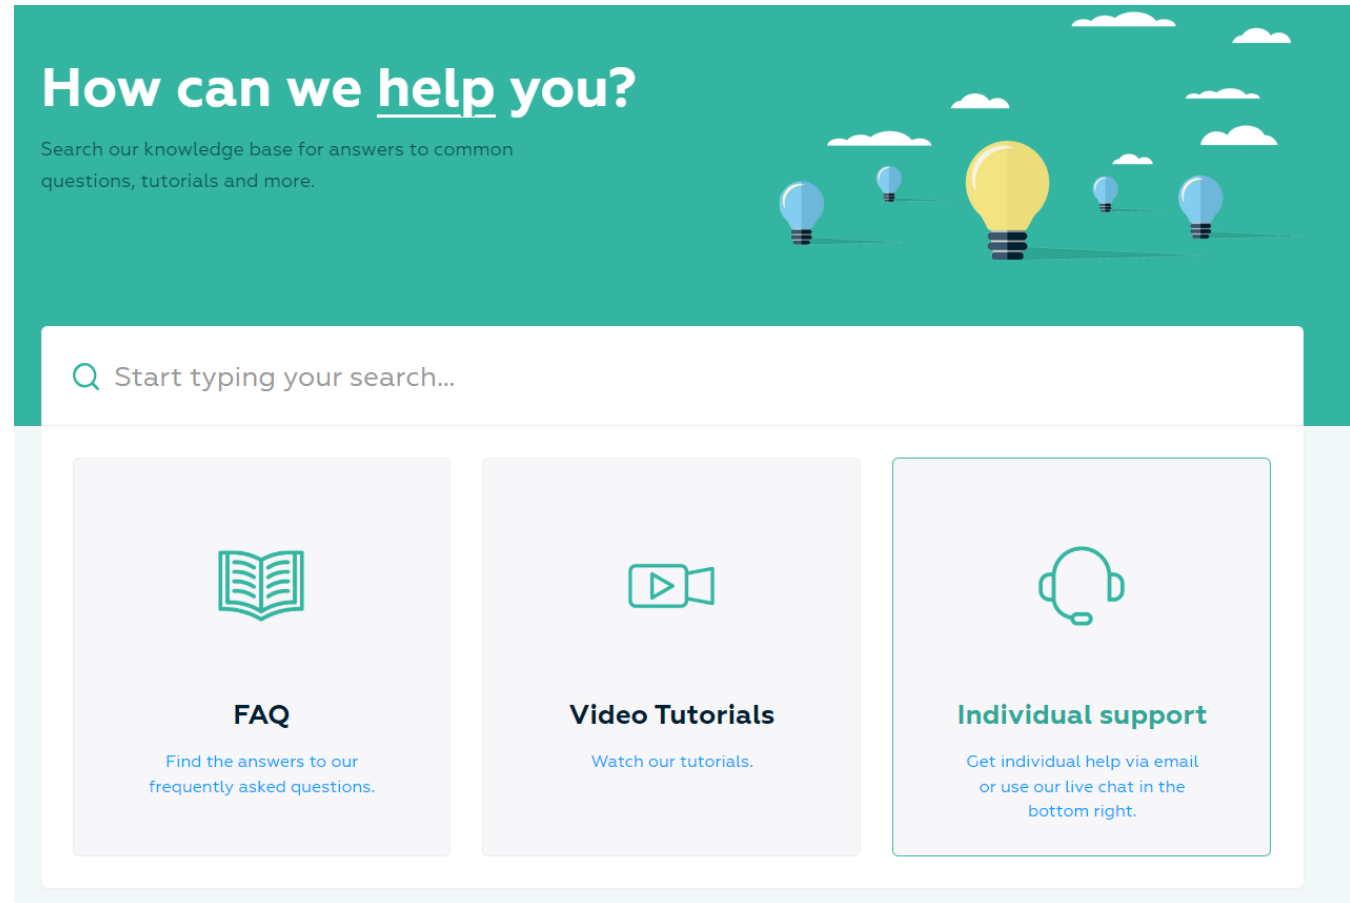 How can we help you?
Search our knowledge base for answers to common
questions, tutorials and more.
Start typing your search...
FAQ
Find the answers to our
frequently asked questions.
Video Tutorials
Watch our tutorials.
Individual support
Get individual help via email
or use our live chat in the
bottom right.